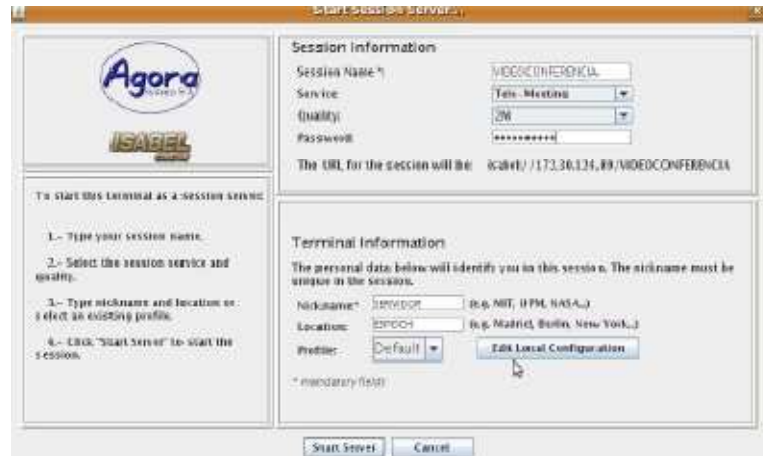 Start Session Server...
Agora
ISABEL
To start this terminal as a session server:
1.- Type your session name.
2.- Select the session service and
quality.
3.- Type nickname and location or
select an existing profile.
4.- Click "Start Server" to start the
session.
Session Information
Session Name *:
VIDEOCONFERENCIA
Service:
Tele-Meeting
Quality:
2M
Password:
**********
The URL for the session will be: isabel://172.30.124.89/VIDEOCONFERENCIA
Terminal Information
The personal data below will identify you in this session. The nickname must be
unique in the session.
Nickname*:
SERVIDOR
(e.g. MIT, UPM, NASA...)
Location:
ESPOCH
(e.g. Madrid, Berlin, New York...)
Profile:
Default
Edit Local Configuration
* mandatory fields
Start Server
Cancel